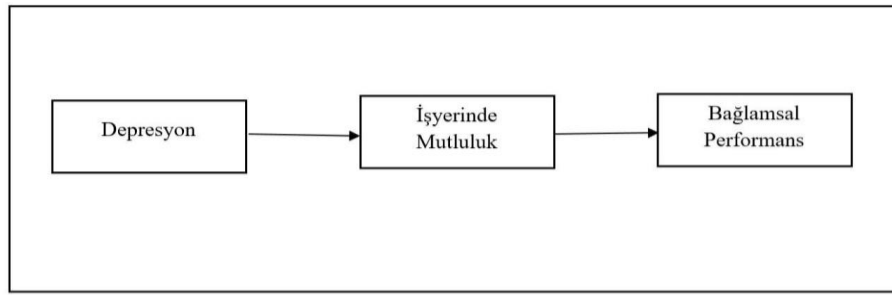 Depresyon
İşyerinde
Mutluluk
Bağlamsal
Performans